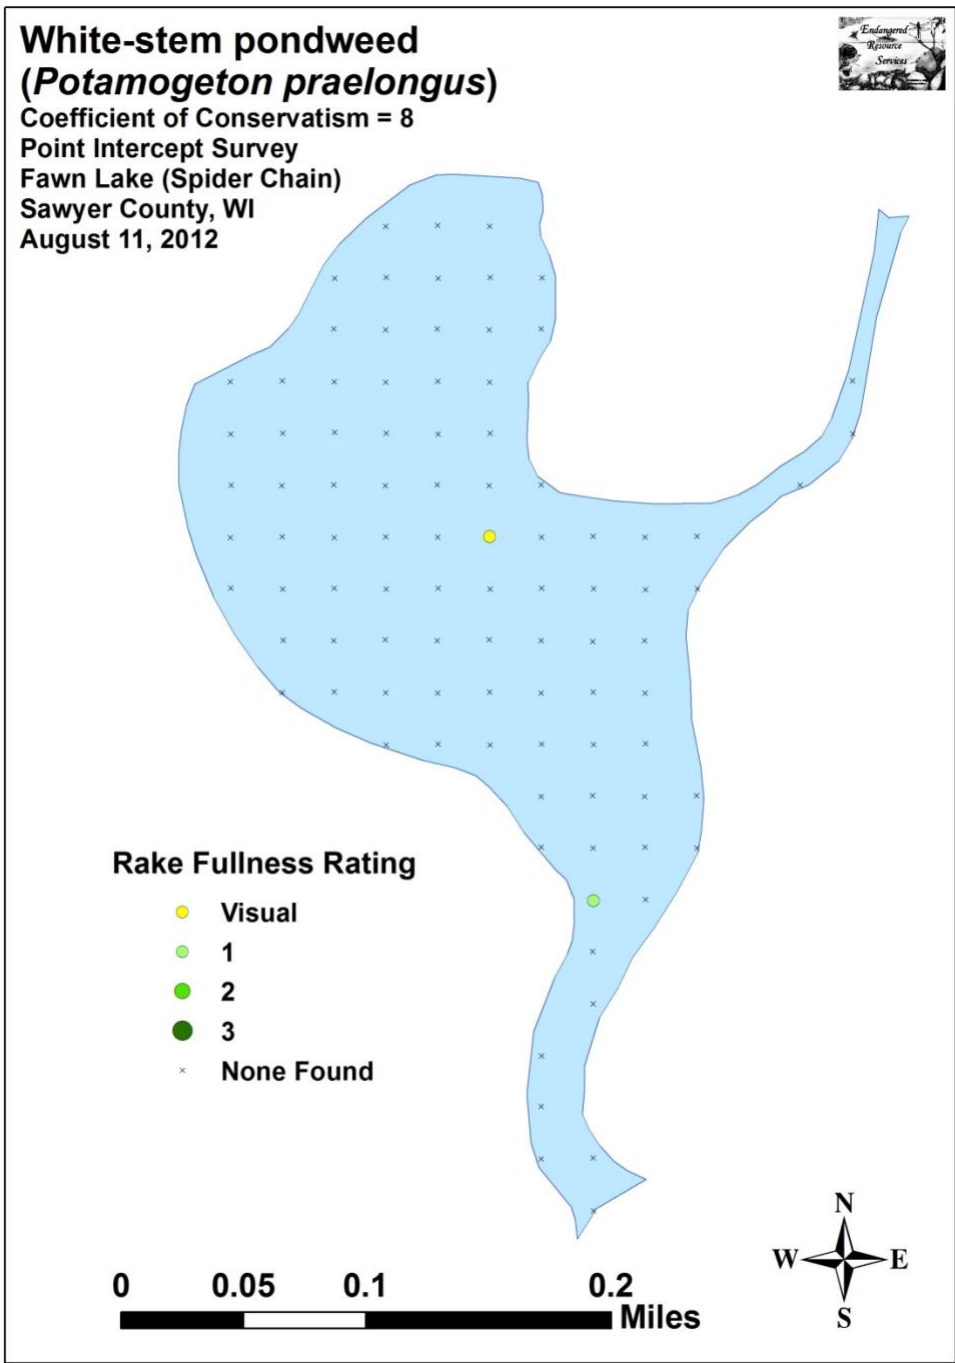 White-stem pondweed
(Potamogeton praelongus)
Coefficient of Conservatism = 8
Point Intercept Survey
Fawn Lake (Spider Chain)
Sawyer County, WI
August 11, 2012
Endangered
Resource
Services
Rake Fullness Rating
Visual
1
2
3
None Found
N
W E
S
0 0.05 0.1 0.2
Miles